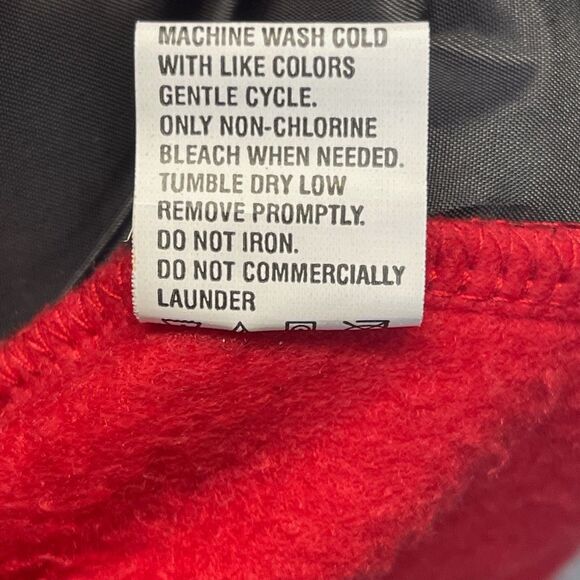 MACHINE WASH COLD
WITH LIKE COLORS
GENTLE CYCLE.
ONLY NON-CHLORINE
BLEACH WHEN NEEDED.
TUMBLE DRY LOW
REMOVE PROMPTLY.
DO NOT IRON.
DO NOT COMMERCIALLY
LAUNDER